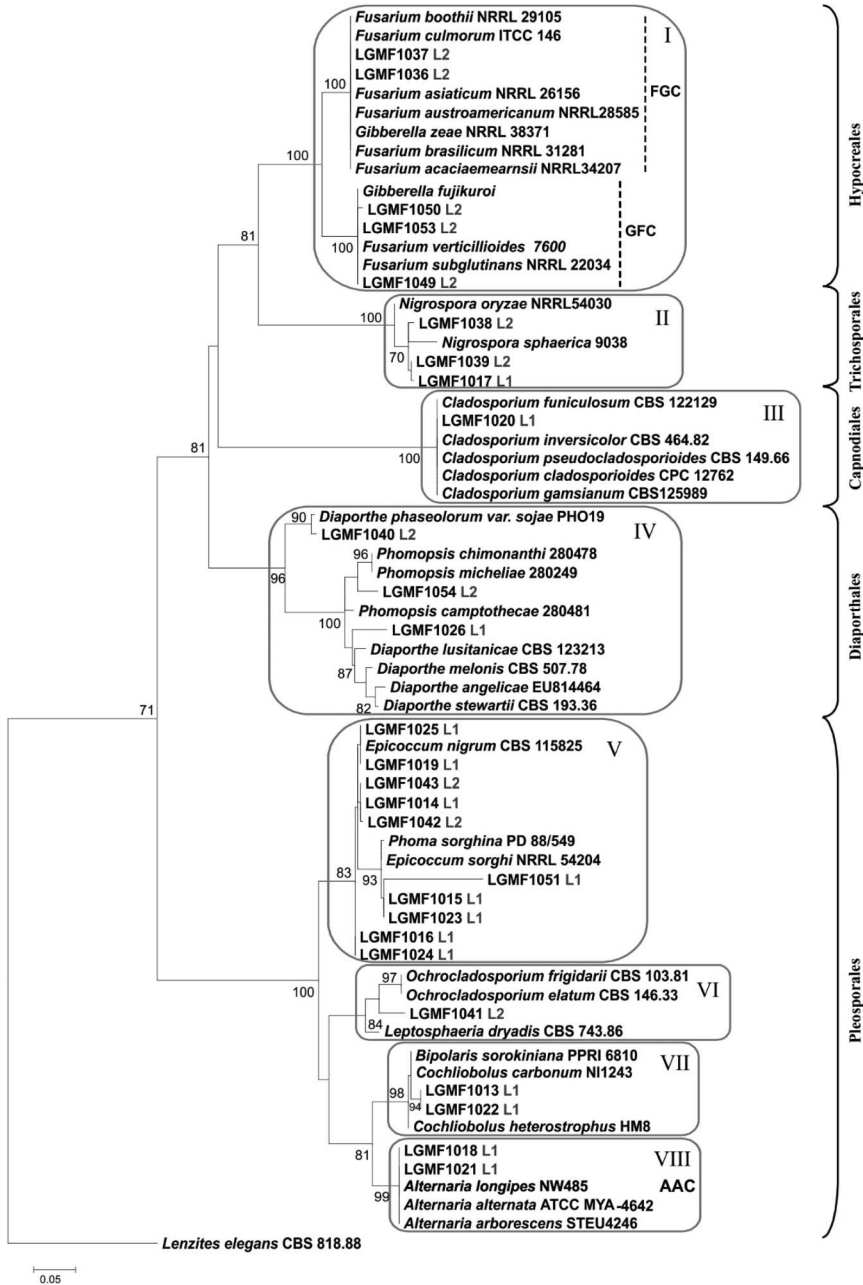 Fusarium boothii NRRL 29105
I
Fusarium culmorum ITCC 146
LGMF1037 L2
LGMF1036 L2
100
Fusarium asiaticum NRRL 26156
FGC
Fusarium austroamericanum NRRL28585
Gibberella zeae NRRL 38371
Fusarium brasilicum NRRL 31281
100
Fusarium acaciaemearnsii NRRL34207
Hypocreales
Gibberella fujikuroi
LGMF1050 L2
LGMF1053 L2
GFC
81
100
Fusarium verticillioides 7600
Fusarium subglutinans NRRL 22034
LGMF1049 L2
Nigrospora oryzae NRRL54030
II
100
LGMF1038 L2
Nigrospora sphaerica 9038
70
LGMF1039 L2
LGMF1017 L1
Trichosporales
Cladosporium funiculosum CBS 122129
III
LGMF1020 L1
Cladosporium inversicolor CBS 464.82
81
100
Cladosporium pseudocladosporioides CBS 149.66
Cladosporium cladosporioides CPC 12762
Cladosporium gamsianum CBS125989
Capnodiales
90
Diaporthe phaseolorum var. sojae PHO19
IV
LGMF1040 L2
96
Phomopsis chimonanthi 280478
96
Phomopsis micheliae 280249
LGMF1054 L2
100
Phomopsis camptothecae 280481
LGMF1026 L1
Diaporthe lusitanicae CBS 123213
87
Diaporthe melonis CBS 507.78
Diaporthe angelicae EU814464
82
Diaporthe stewartii CBS 193.36
Diaporthales
71
LGMF1025 L1
V
Epicoccum nigrum CBS 115825
LGMF1019 L1
LGMF1043 L2
LGMF1014 L1
LGMF1042 L2
Phoma sorghina PD 88/549
Epicoccum sorghi NRRL 54204
83
93
LGMF1051 L1
LGMF1015 L1
LGMF1023 L1
LGMF1016 L1
LGMF1024 L1
Pleosporales
100
97
Ochrocladosporium frigidarii CBS 103.81
VI
Ochrocladosporium elatum CBS 146.33
LGMF1041 L2
84
Leptosphaeria dryadis CBS 743.86
Bipolaris sorokiniana PPRI 6810
VII
Cochliobolus carbonum NI1243
98
LGMF1013 L1
94
LGMF1022 L1
Cochliobolus heterostrophus HM8
81
LGMF1018 L1
VIII
LGMF1021 L1
99
Alternaria longipes NW485
AAC
Alternaria alternata ATCC MYA-4642
Alternaria arborescens STEU4246
Lenzites elegans CBS 818.88
0.05